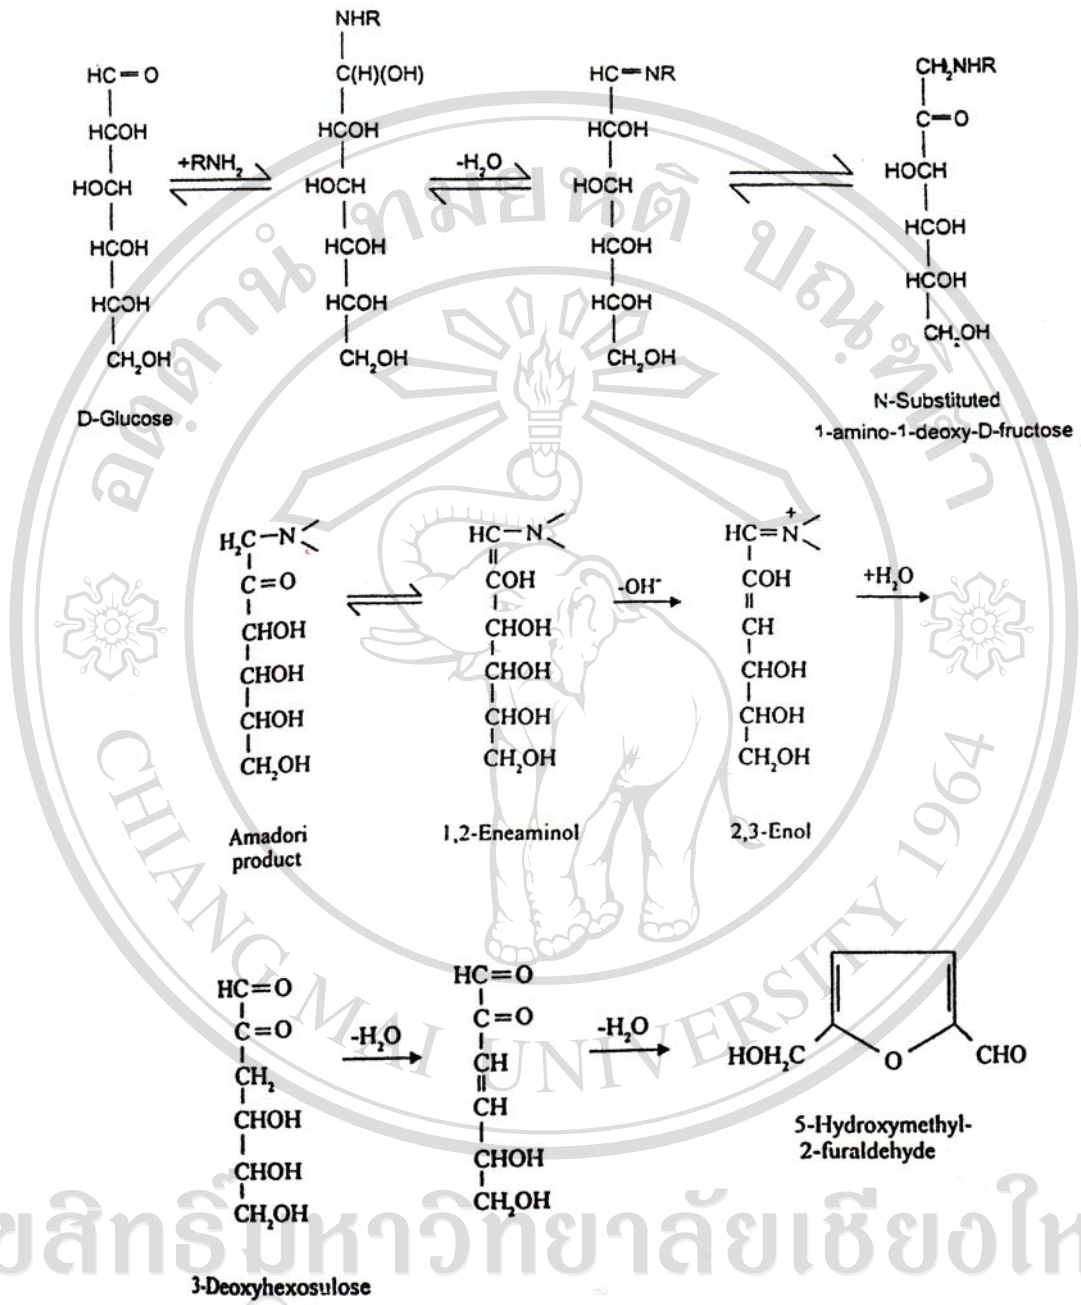 NHR
HC=O C(H)(OH) HC=NR CH₂NHR
HCOH HCOH HCOH C=O
+RNH₂ -H₂O
HOCH HOCH HOCH HOCH
HCOH HCOH HCOH HCOH
HCOH HCOH HCOH HCOH
CH₂OH CH₂OH CH₂OH CH₂OH
D-Glucose
N-Substituted
1-amino-1-deoxy-D-fructose
H₂C-N HC-N HC=N⁺
C=O COH COH
-OH⁻ +H₂O
CHOH CHOH CH
CHOH CHOH CHOH
CHOH CHOH CHOH
CH₂OH CH₂OH CH₂OH
Amadori
product
1,2-Eneaminol
2,3-Enol
HC=O HC=O
C=O C=O
-H₂O -H₂O
CH₂ CH
CHOH CH
CHOH CHOH
CH₂OH CH₂OH
HOH₂C O CHO
5-Hydroxymethyl-
2-furaldehyde
3-Deoxyhexosulose
CHIANG MAI UNIVERSITY 1964